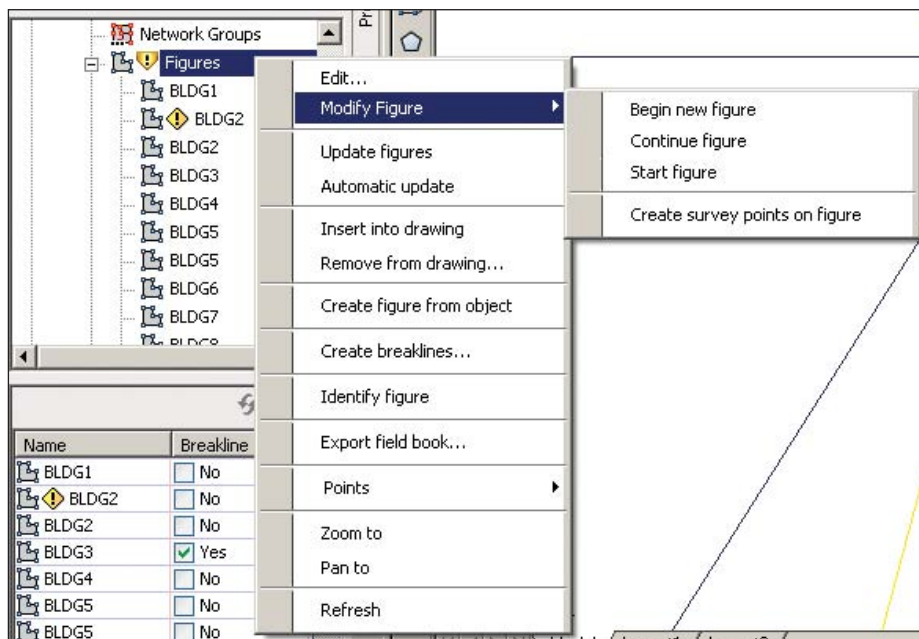 Network Groups
Figures
BLDG1
BLDG2
BLDG2
BLDG3
BLDG4
BLDG5
BLDG5
BLDG6
BLDG7
Edit...
Modify Figure
Update figures
Automatic update
Insert into drawing
Remove from drawing...
Create figure from object
Create breaklines...
Identify figure
Export field book...
Points
Zoom to
Pan to
Refresh
Begin new figure
Continue figure
Start figure
Create survey points on figure
Name Breakline
BLDG1 No
BLDG2 No
BLDG2 No
BLDG3 Yes
BLDG4 No
BLDG5 No
BLDG5 No